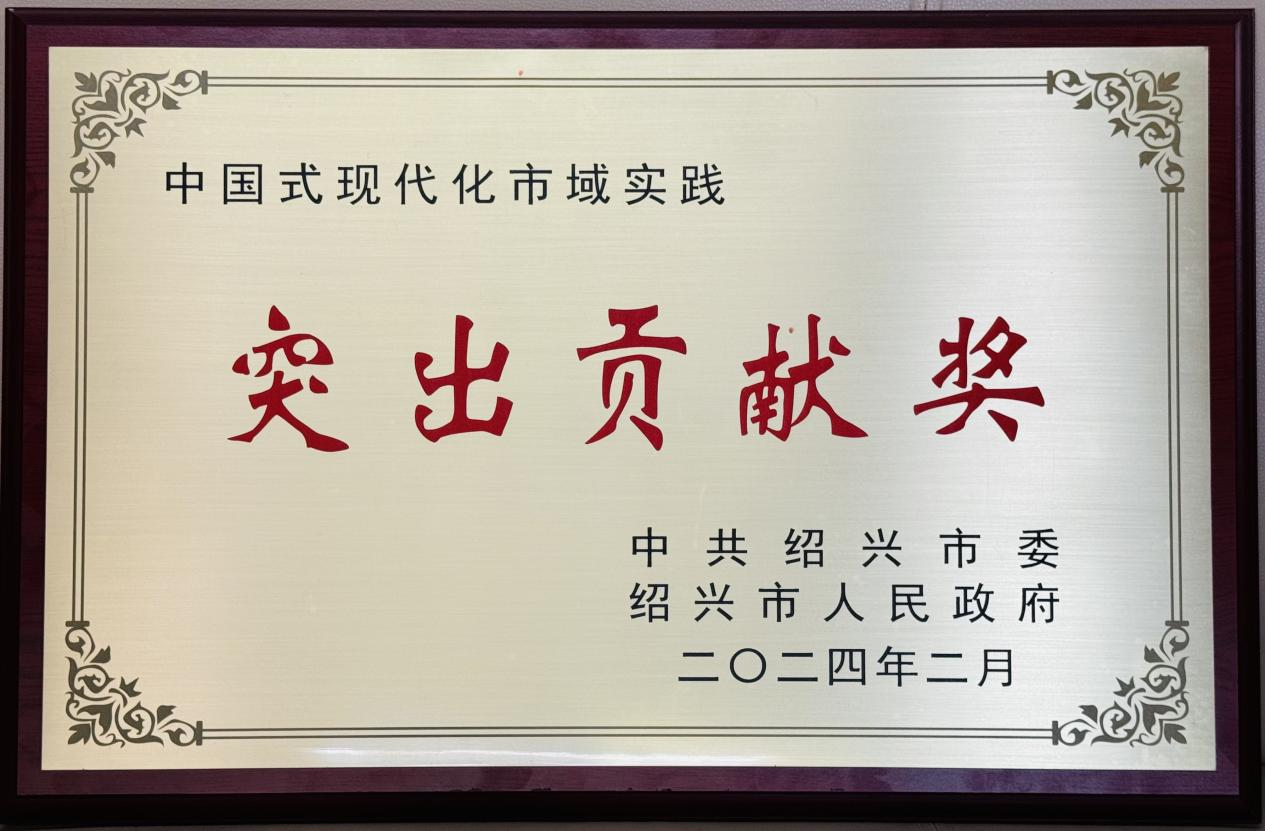 中国式现代化市域实践
突出贡献奖
中共绍兴市委
绍兴市人民政府
二〇二四年二月